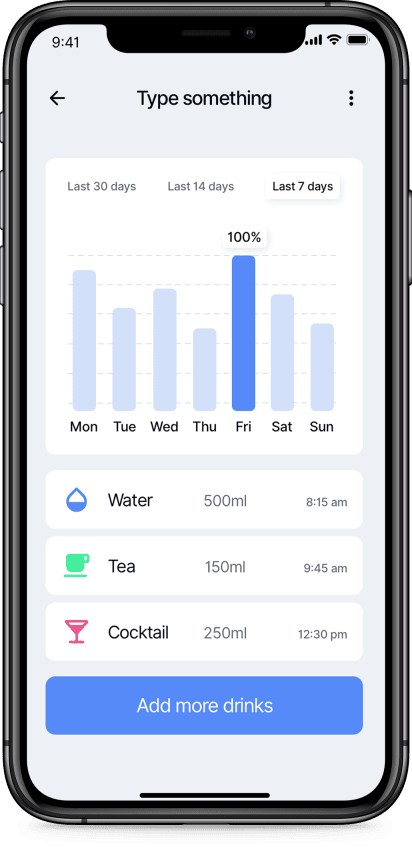 9:41
Type something
Last 30 days Last 14 days Last 7 days
100%
Mon Tue Wed Thu Fri Sat Sun
Water 500ml 8:15 am
Tea 150ml 9:45 am
Cocktail 250ml 12:30 pm
Add more drinks